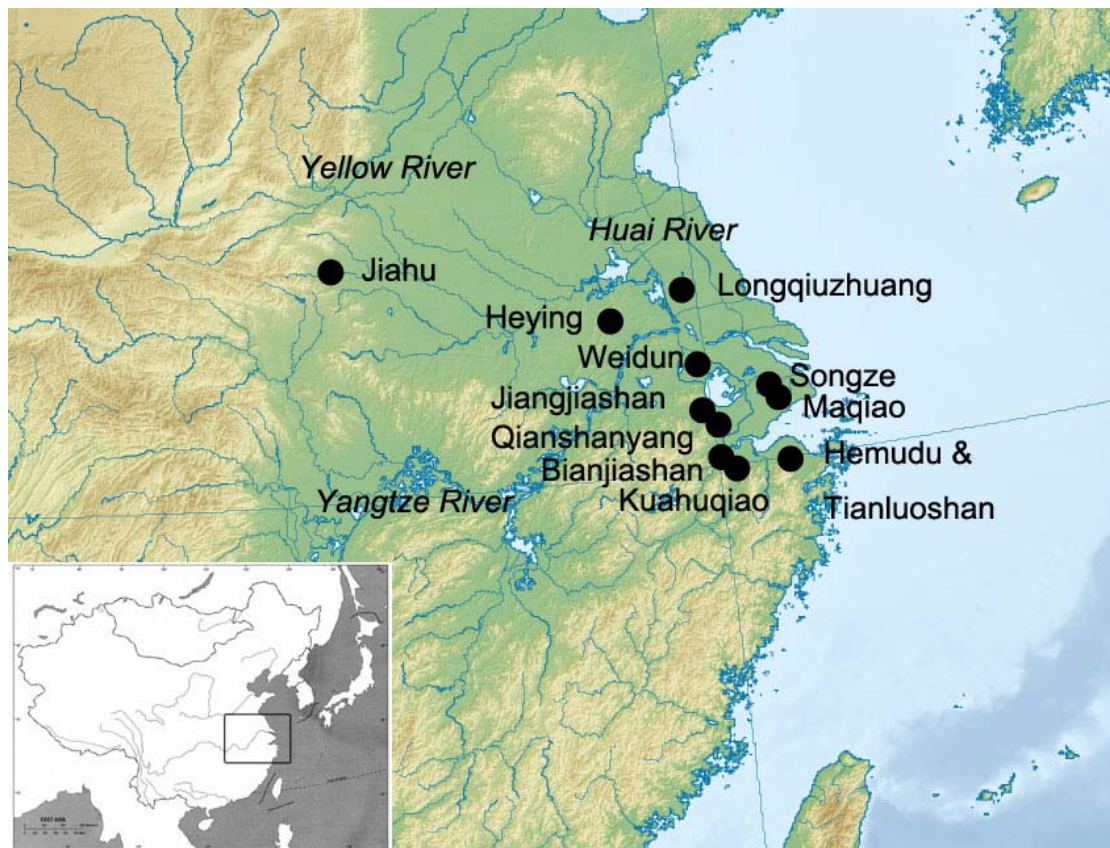 Yellow River
Huai River
Jiahu
Longqiuzhuang
Heying
Weidun
Songze
Jiangjiashan
Maqiao
Qianshanyang
Hemudu &
Bianjiashan
Kuahuqiao
Yangtze River
Tianluoshan
EAST ASIA